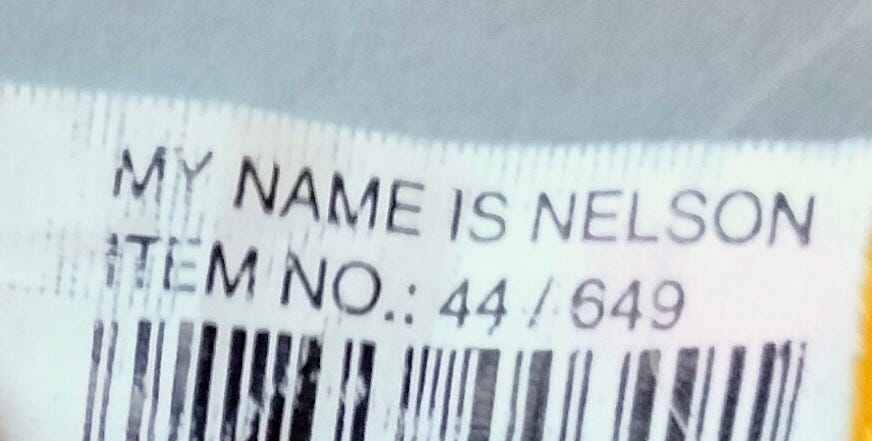 MY NAME IS NELSON
ITEM NO.: 44 / 649